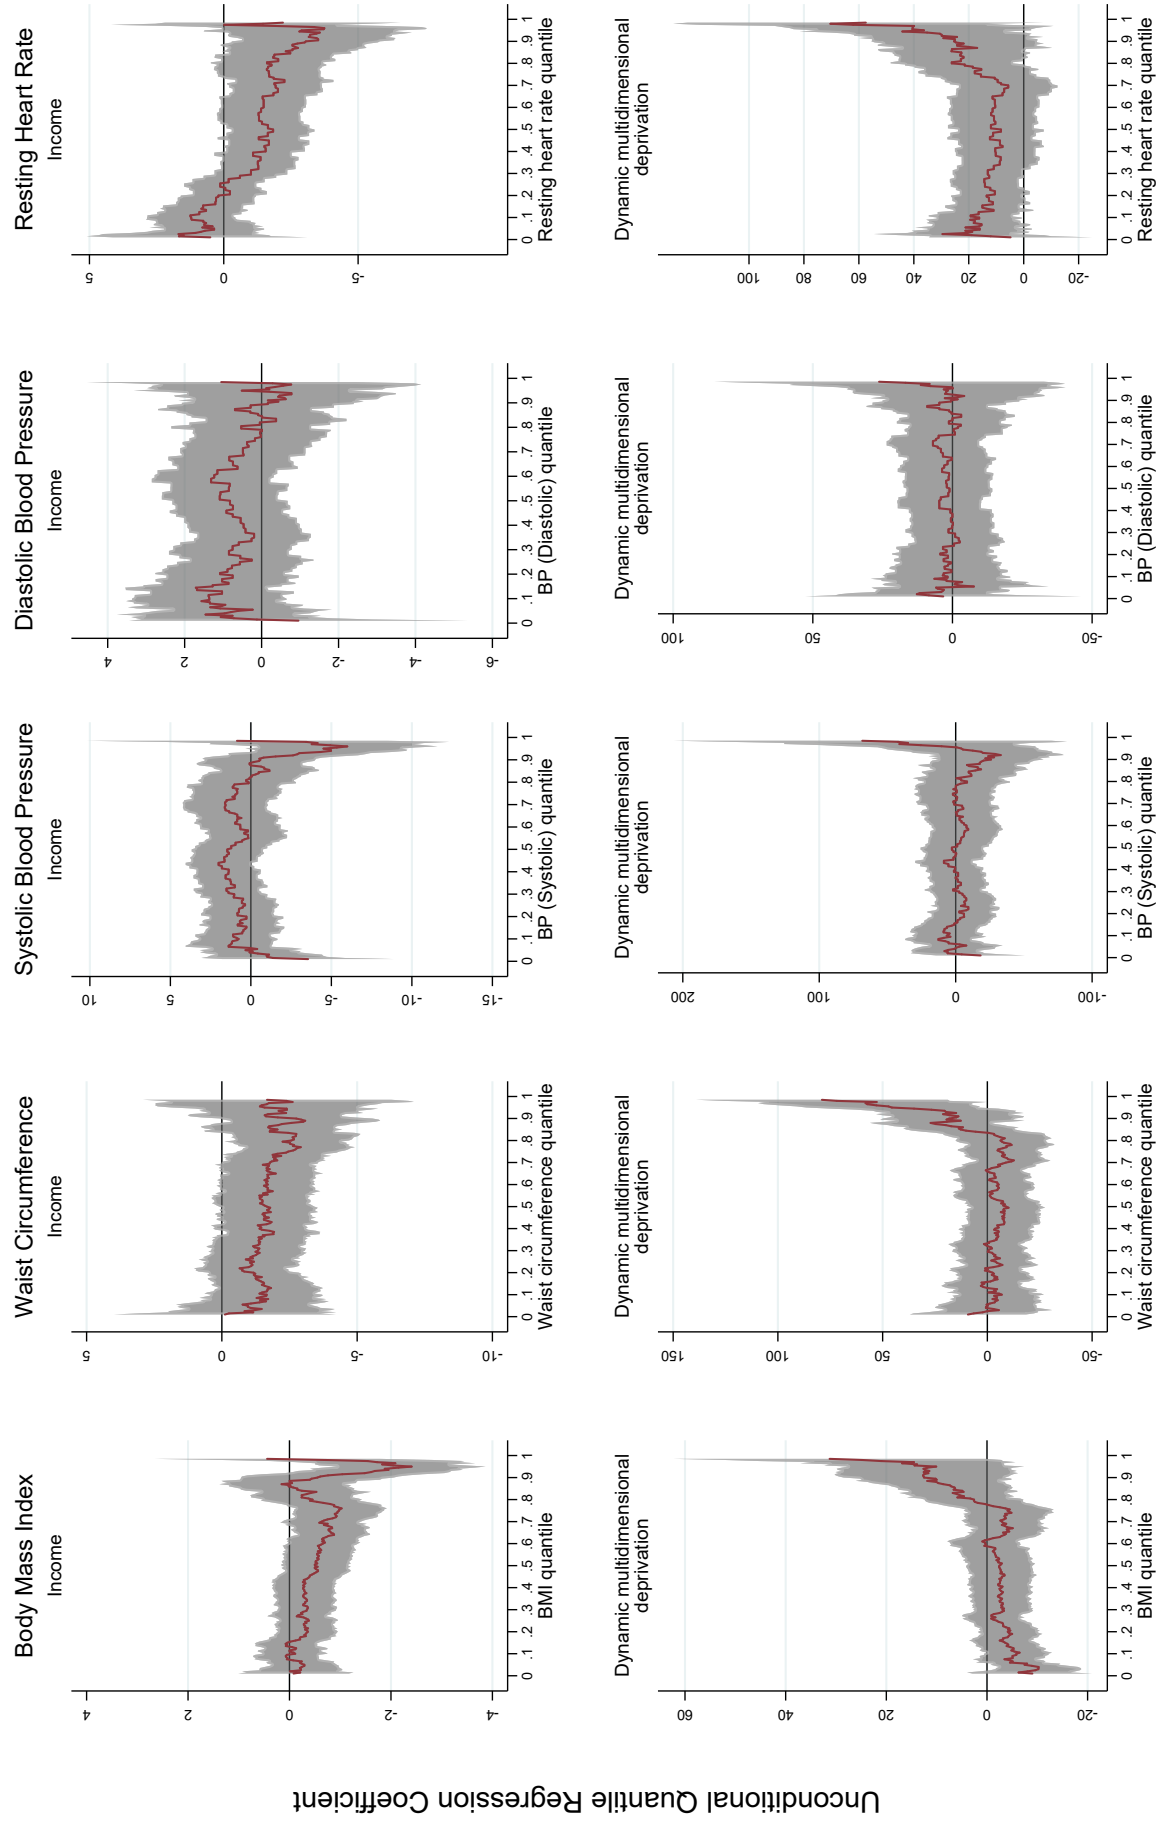 Unconditional Quantile Regression Coefficient
Body Mass Index
Income
4
2
0
-2
-4
0 .1 .2 .3 .4 .5 .6 .7 .8 .9 1
BMI quantile
Waist Circumference
Income
5
0
-5
-10
0 .1 .2 .3 .4 .5 .6 .7 .8 .9 1
Waist circumference quantile
Systolic Blood Pressure
Income
10
5
0
-5
-10
-15
0 .1 .2 .3 .4 .5 .6 .7 .8 .9 1
BP (Systolic) quantile
Diastolic Blood Pressure
Income
4
2
0
-2
-4
-6
0 .1 .2 .3 .4 .5 .6 .7 .8 .9 1
BP (Diastolic) quantile
Resting Heart Rate
Income
5
0
-5
0 .1 .2 .3 .4 .5 .6 .7 .8 .9 1
Resting heart rate quantile
Dynamic multidimensional
deprivation
60
40
20
0
-20
0 .1 .2 .3 .4 .5 .6 .7 .8 .9 1
BMI quantile
Dynamic multidimensional
deprivation
150
100
50
0
-50
0 .1 .2 .3 .4 .5 .6 .7 .8 .9 1
Waist circumference quantile
Dynamic multidimensional
deprivation
200
100
0
-100
0 .1 .2 .3 .4 .5 .6 .7 .8 .9 1
BP (Systolic) quantile
Dynamic multidimensional
deprivation
100
50
0
-50
0 .1 .2 .3 .4 .5 .6 .7 .8 .9 1
BP (Diastolic) quantile
Dynamic multidimensional
deprivation
100
80
60
40
20
0
-20
0 .1 .2 .3 .4 .5 .6 .7 .8 .9 1
Resting heart rate quantile